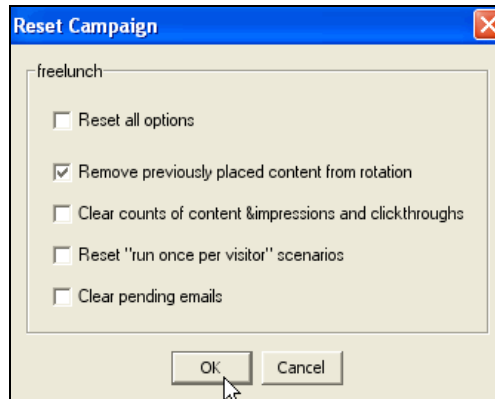 Reset Campaign
freelunch
Reset all options
Remove previously placed content from rotation
Clear counts of content &impressions and clickthroughs
Reset "run once per visitor" scenarios
Clear pending emails
OK Cancel